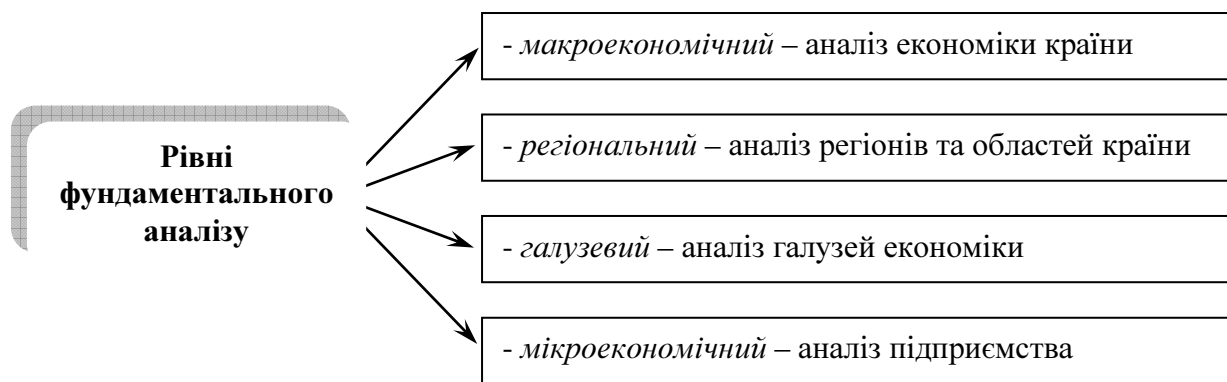 - макроекономічний – аналіз економіки країни
Рівні
фундаментального
аналізу
- регіональний – аналіз регіонів та областей країни
- галузевий – аналіз галузей економіки
- мікроекономічний – аналіз підприємства